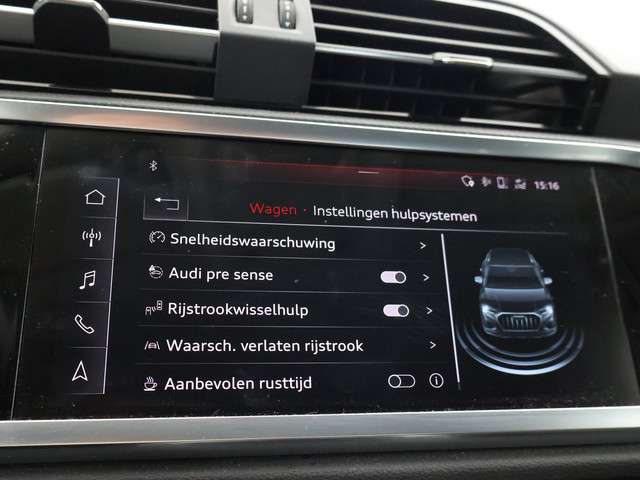 15:16
Wagen · Instellingen hulpsystemen
Snelheidswaarschuwing
Audi pre sense
Rijstrookwisselhulp
Waarsch. verlaten rijstrook
Aanbevolen rusttijd